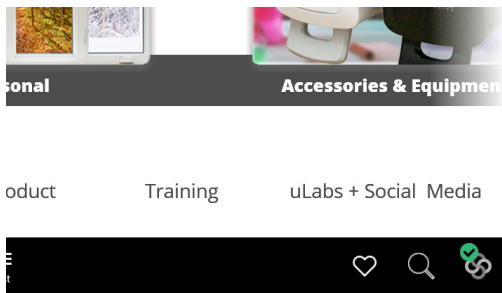 sonal
Accessories & Equipmen
oduct
Training
uLabs + Social Media
t